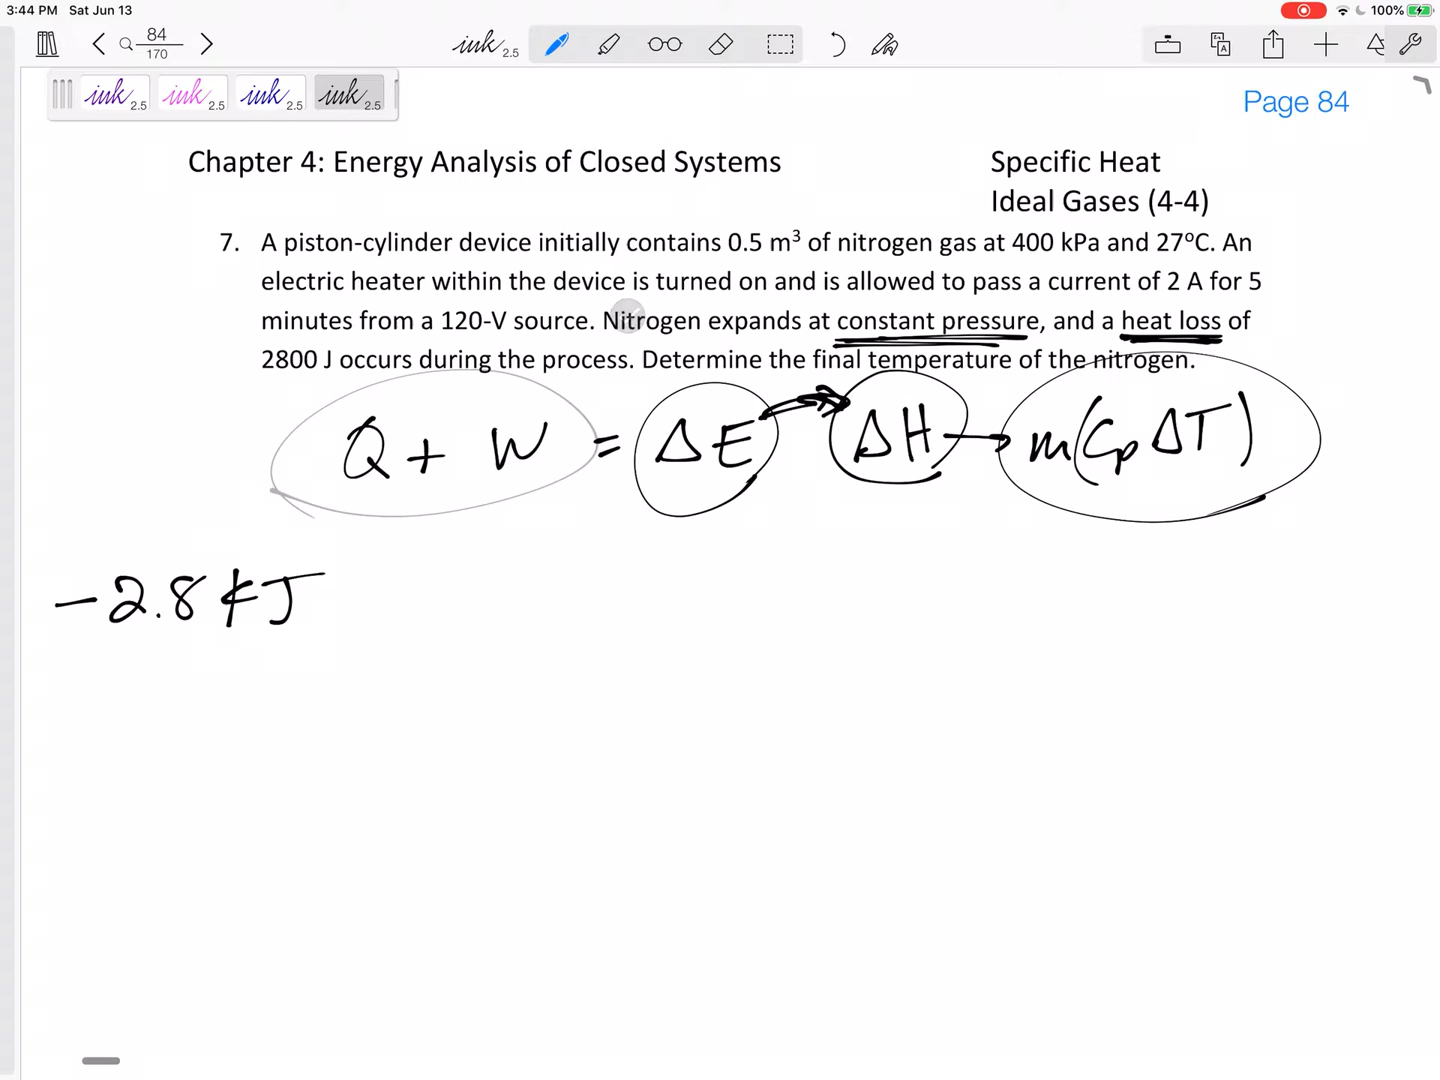 3:44 PM Sat Jun 13
100%
84
170
ink 2.5
ink 2.5
ink 2.5
ink 2.5
ink 2.5
Page 84
Chapter 4: Energy Analysis of Closed Systems
Specific Heat
Ideal Gases (4-4)
7. A piston-cylinder device initially contains 0.5 m³ of nitrogen gas at 400 kPa and 27°C. An
electric heater within the device is turned on and is allowed to pass a current of 2 A for 5
minutes from a 120-V source. Nitrogen expands at constant pressure, and a heat loss of
2800 J occurs during the process. Determine the final temperature of the nitrogen.
Q + W = ΔE → ΔH → m(Cp ΔT)
-2.8 kJ